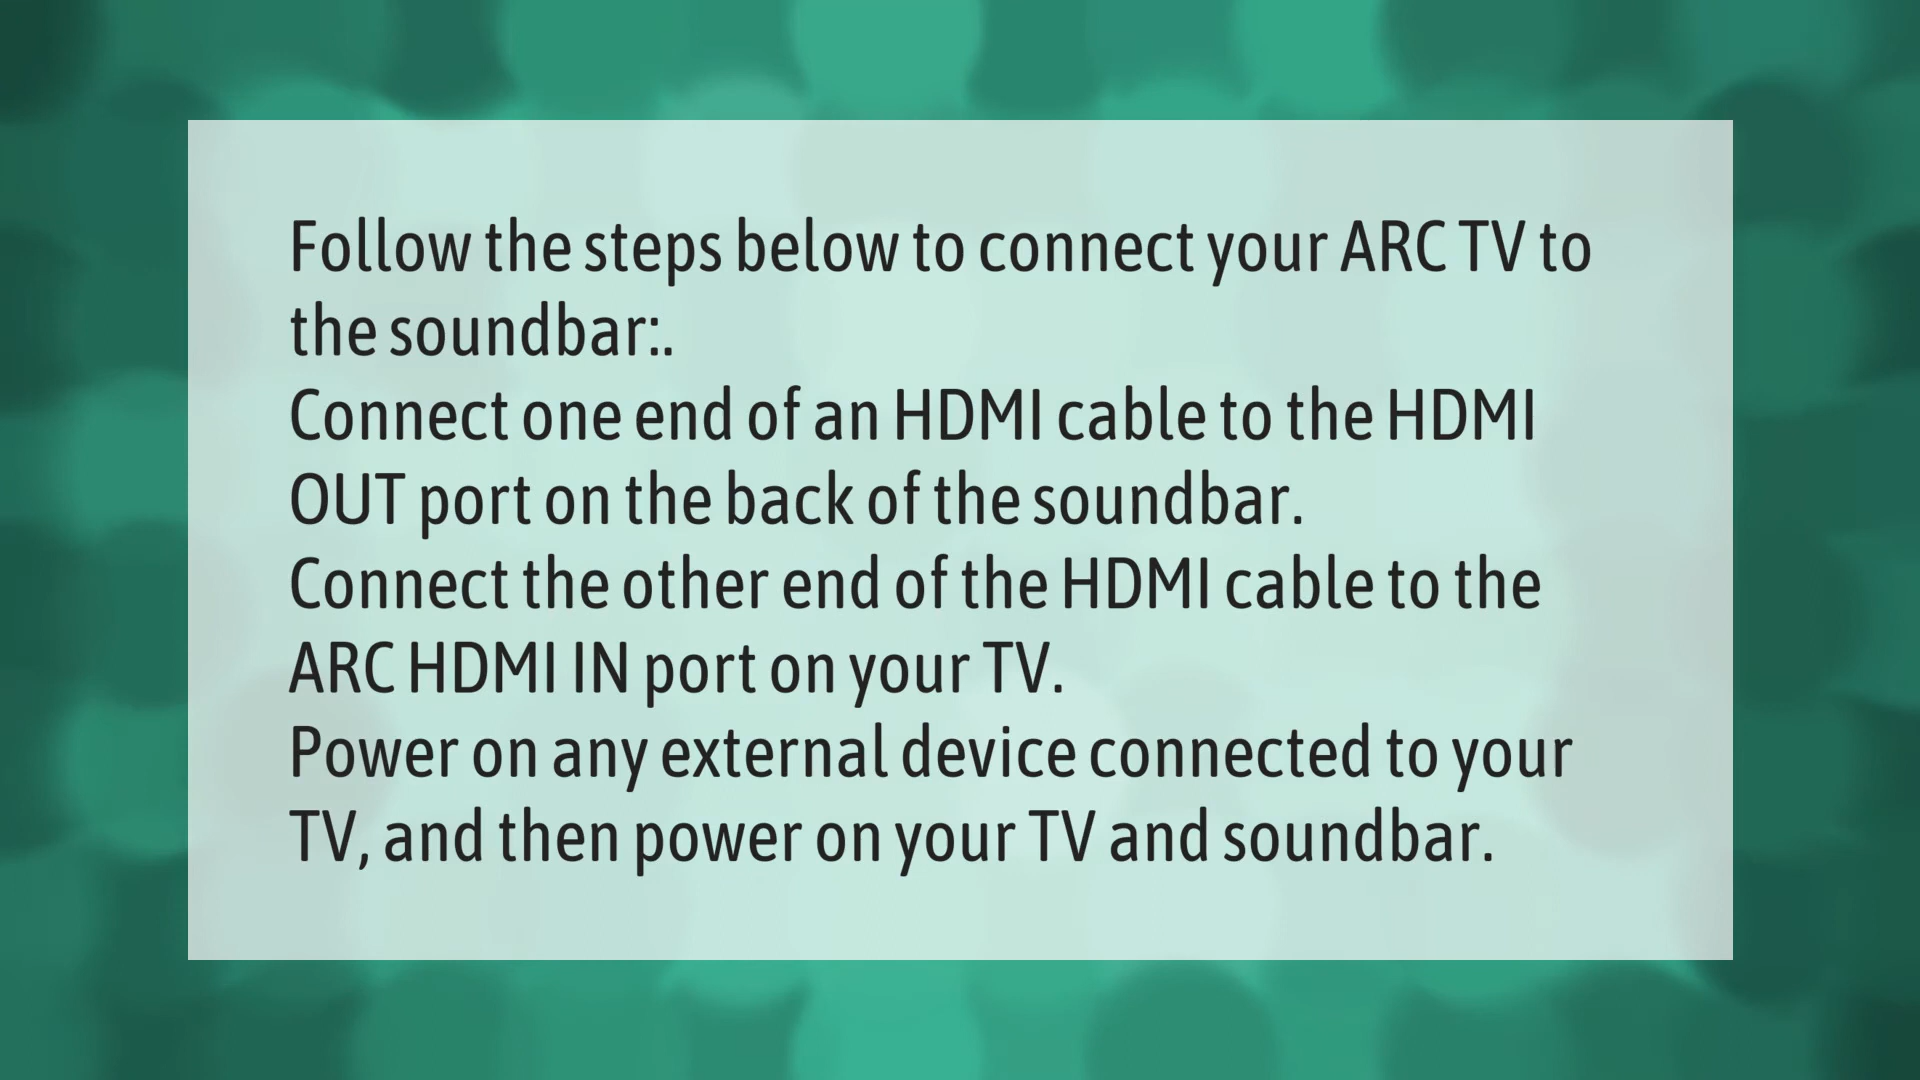 Follow the steps below to connect your ARC TV to
the soundbar:.
Connect one end of an HDMI cable to the HDMI
OUT port on the back of the soundbar.
Connect the other end of the HDMI cable to the
ARC HDMI IN port on your TV.
Power on any external device connected to your
TV, and then power on your TV and soundbar.